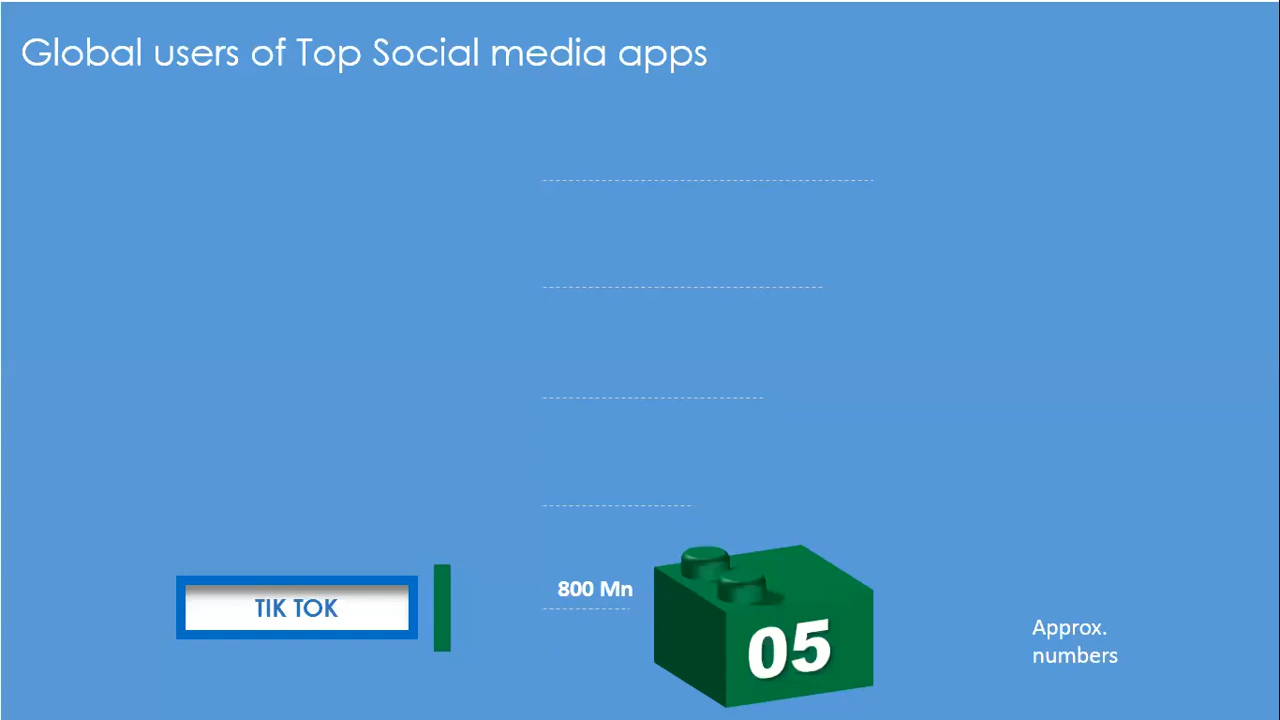 Global users of Top Social media apps
TIK TOK
800 Mn
05
Approx.
numbers